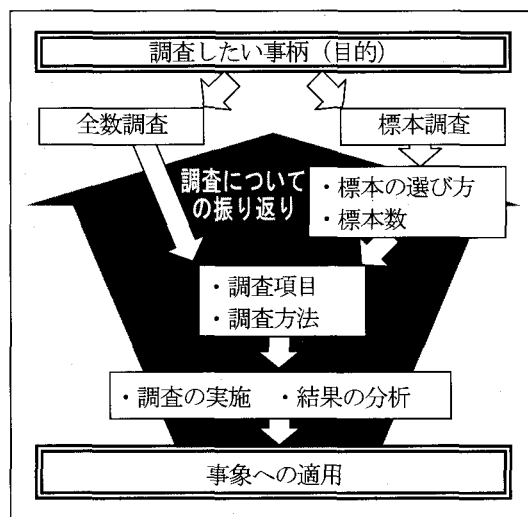 調査したい事柄（目的）
全数調査
標本調査
調査について
の振り返り
・標本の選び方
・標本数
・調査項目
・調査方法
・調査の実施　・結果の分析
事象への適用